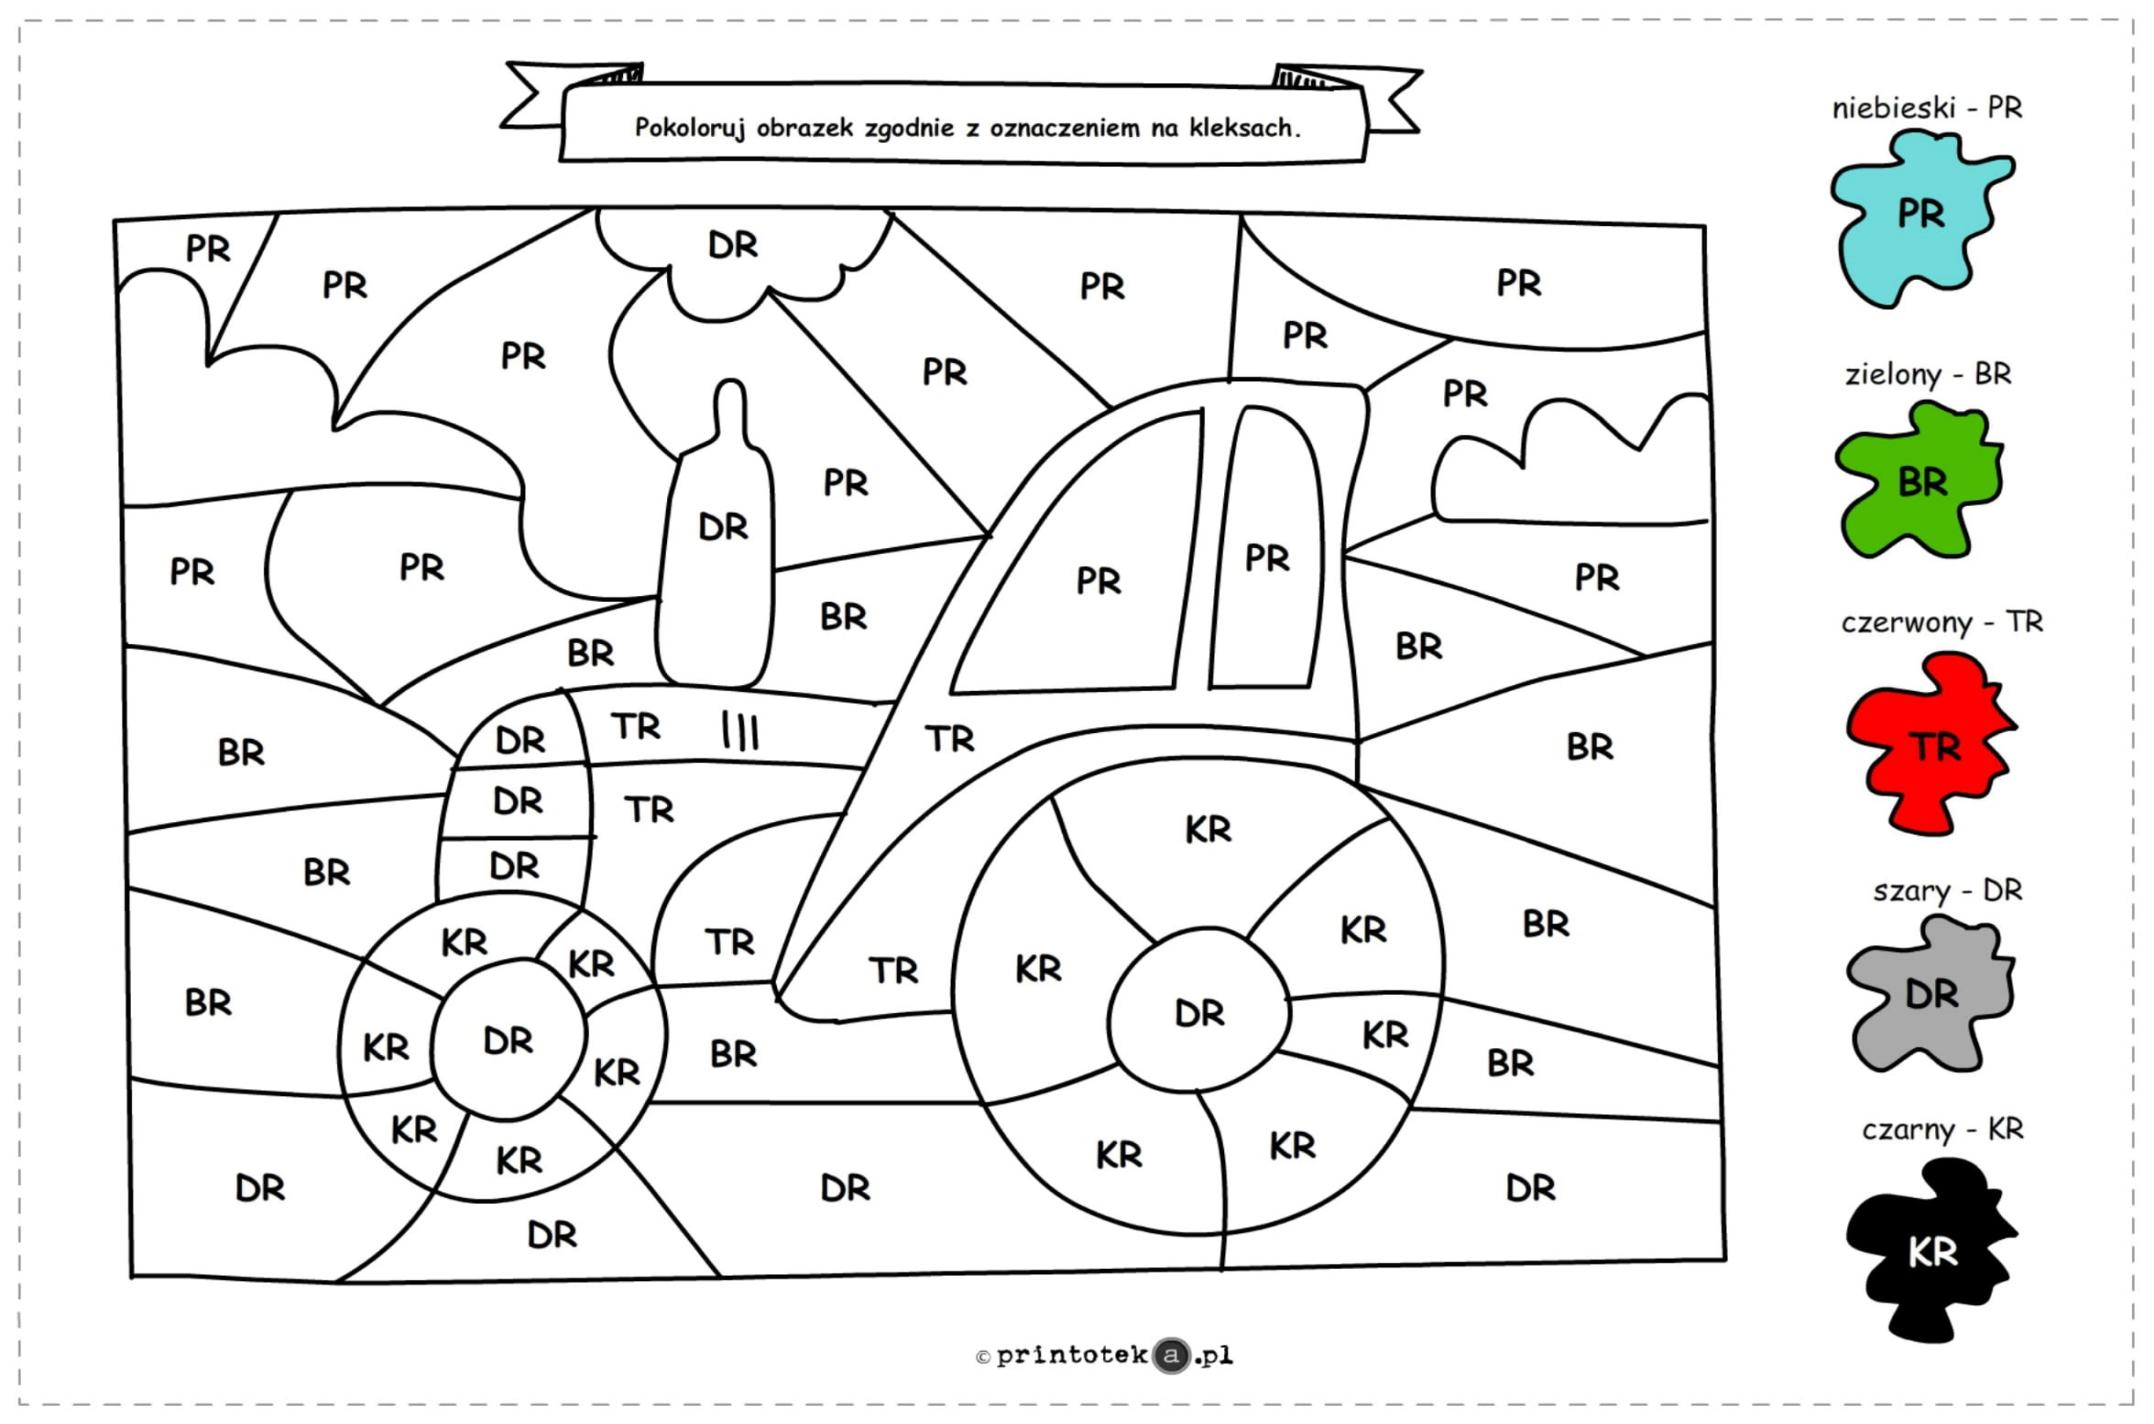 Pokoloruj obrazek zgodnie z oznaczeniem na kleksach.
niebieski - PR
PR
zielony - BR
BR
czerwony - TR
TR
szary - DR
DR
czarny - KR
KR
PR
DR
PR
PR
PR
PR
PR
PR
PR
PR
PR
DR
PR
PR
PR
PR
PR
BR
BR
BR
DR
TR
TR
BR
BR
DR
TR
KR
DR
BR
KR
BR
KR
TR
KR
TR
KR
BR
DR
KR
DR
KR
BR
KR
BR
KR
KR
KR
KR
KR
DR
DR
DR
DR
© printoteka.pl